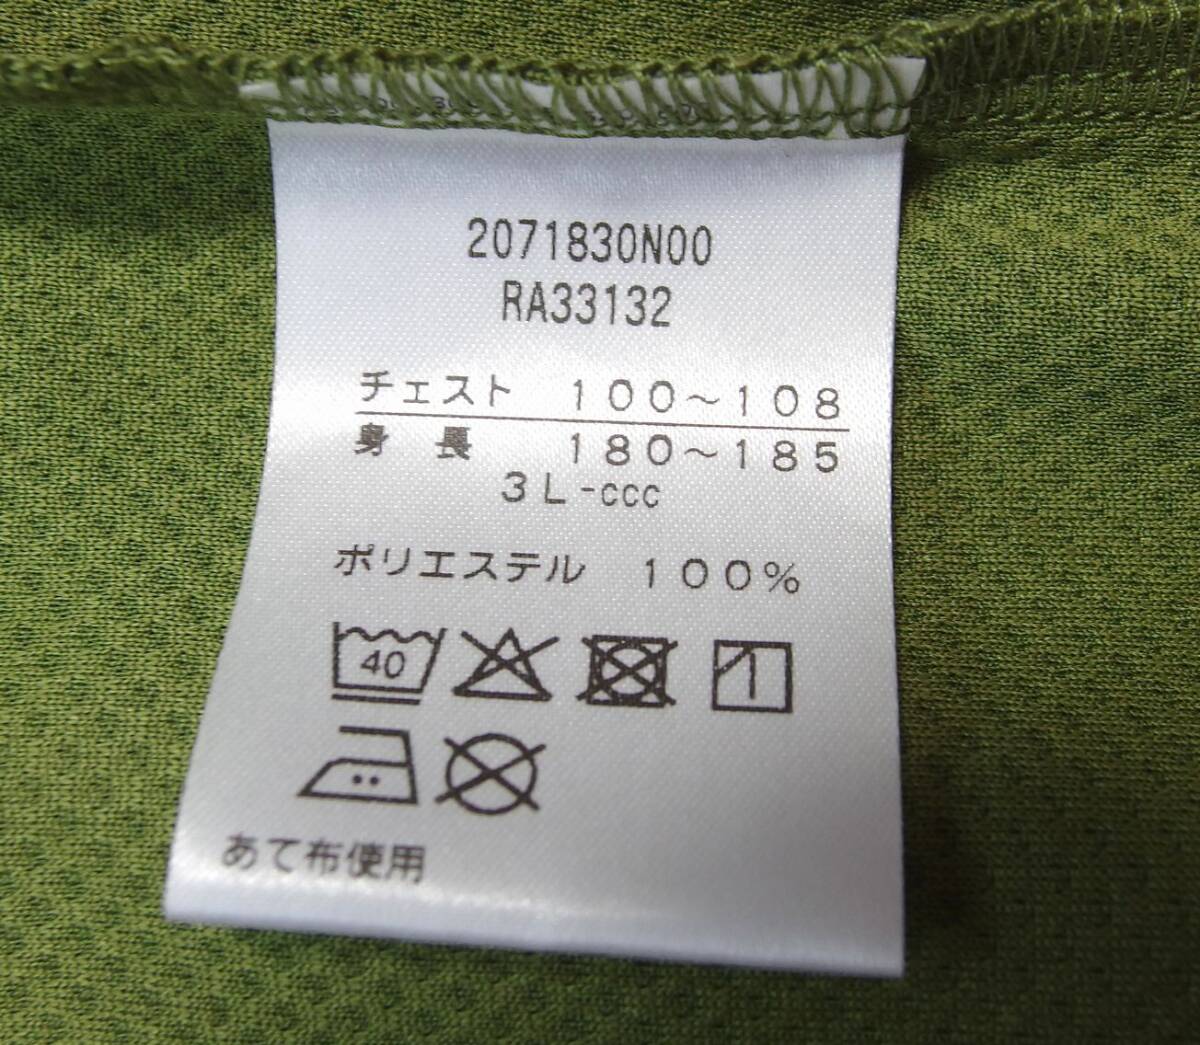 2071830N00
RA33132
チェスト 100～108
身 長 180～185
3L-ccc
ポリエステル 100%
40
あて布使用